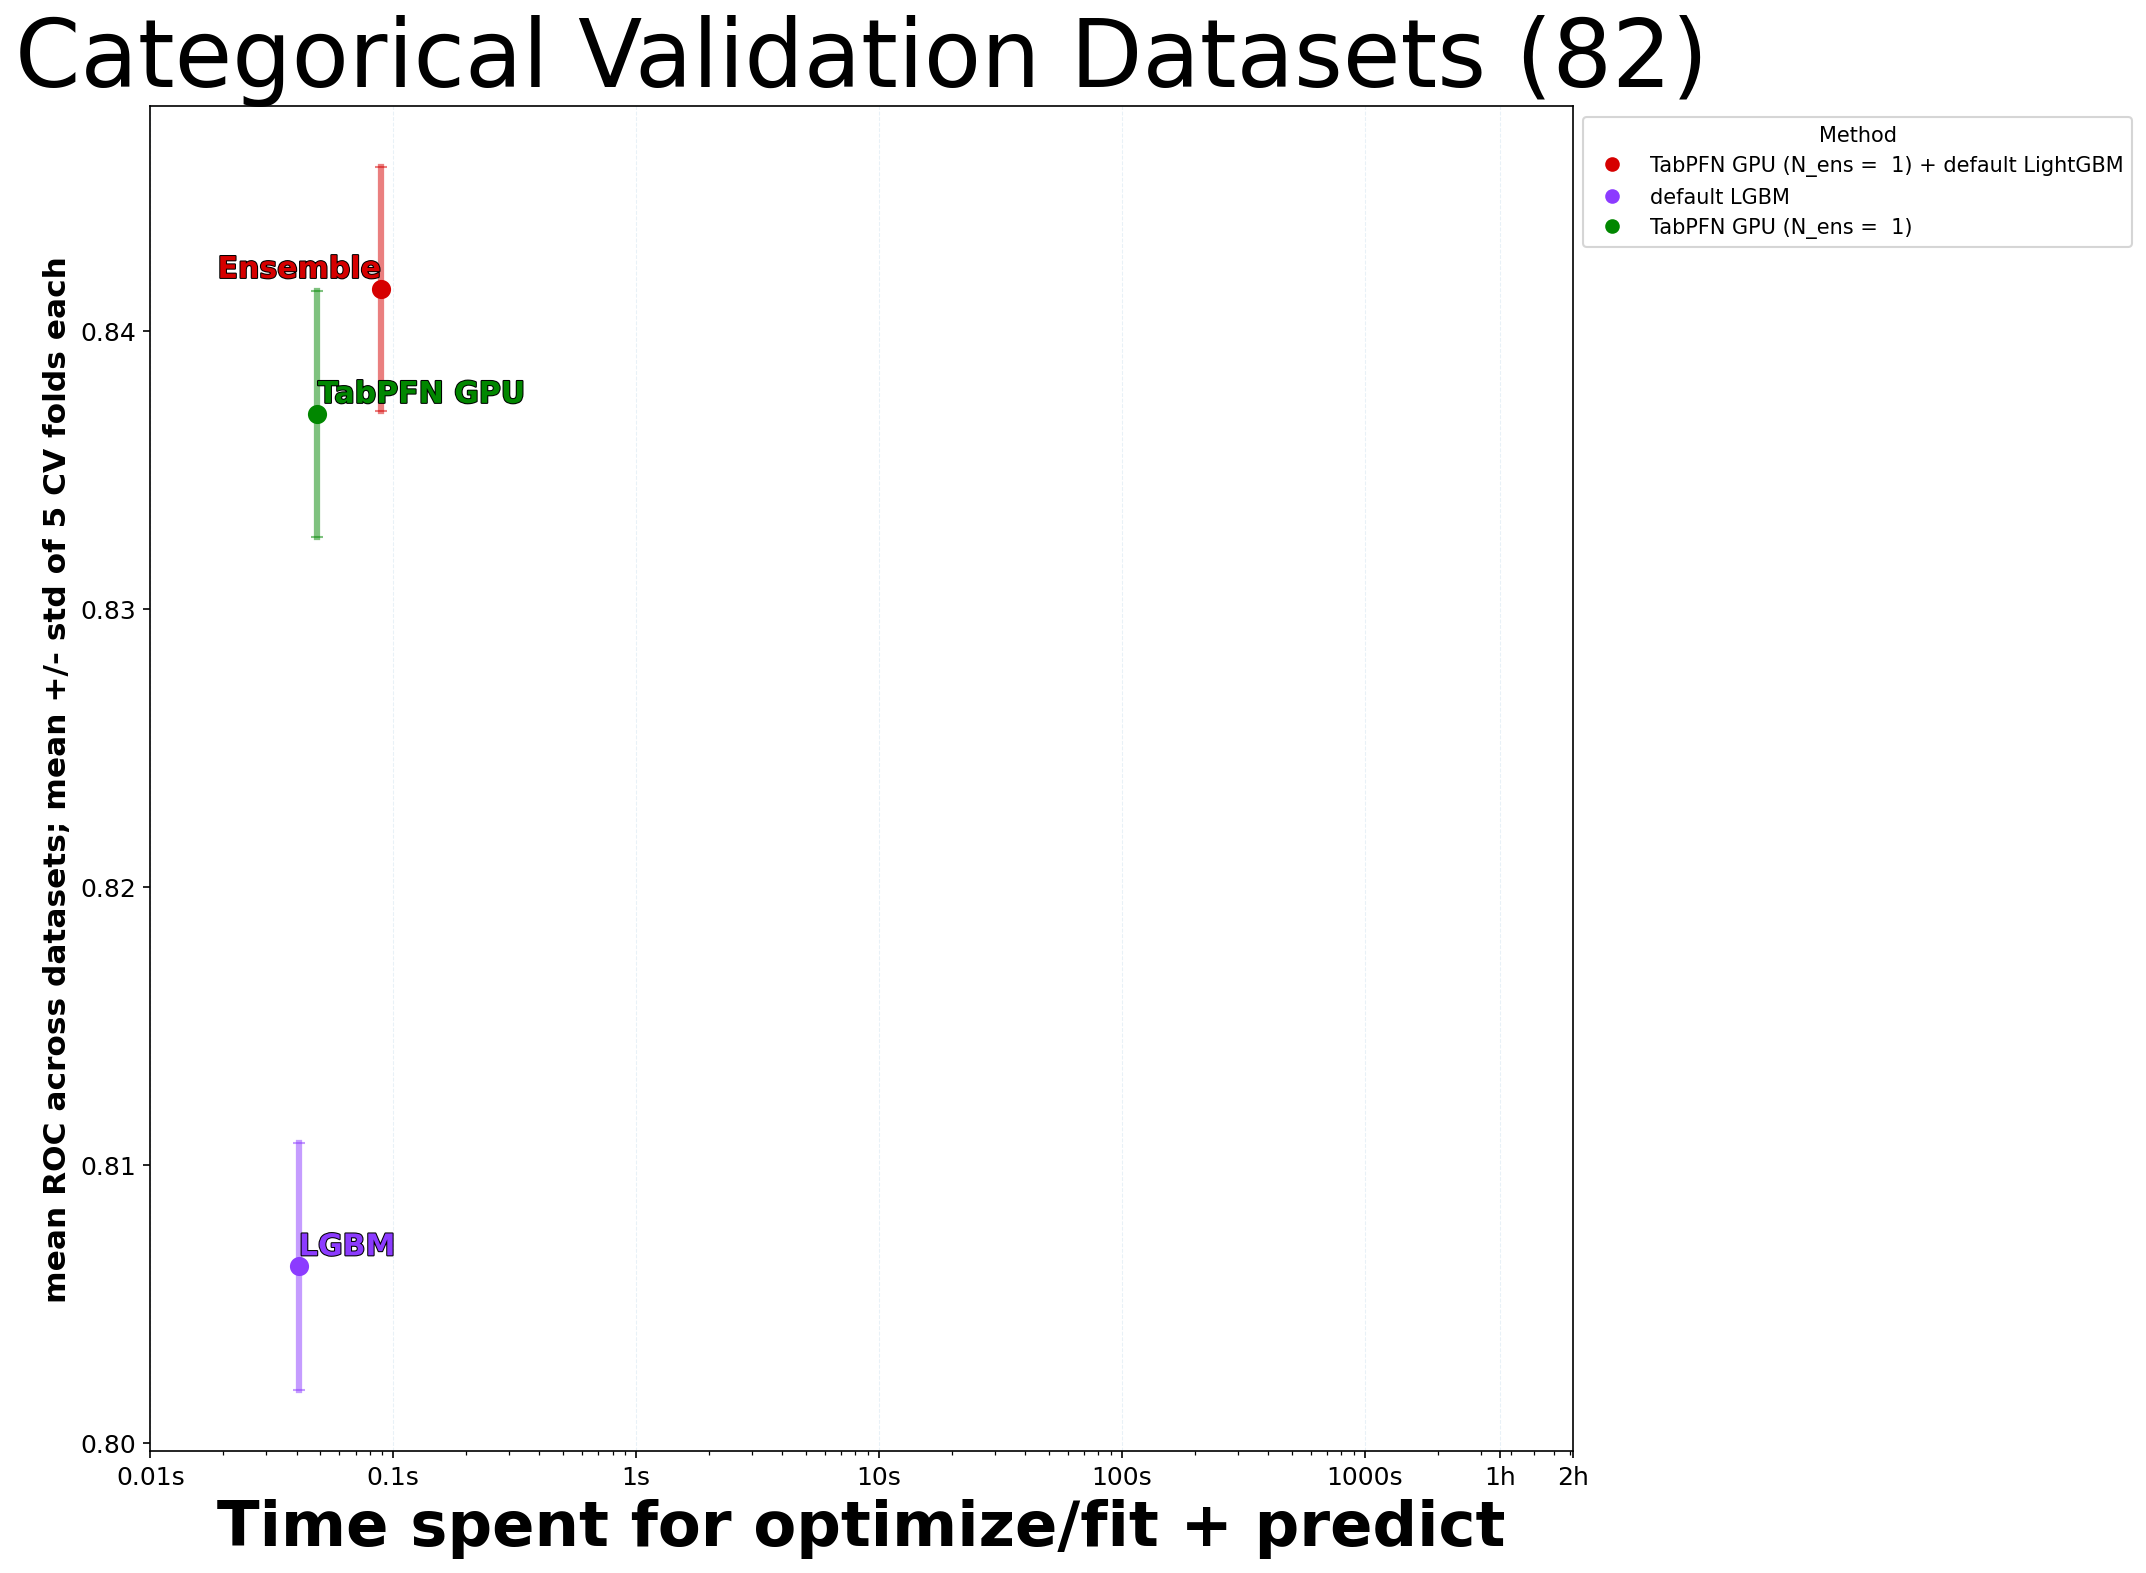 Categorical Validation Datasets (82)
Method
TabPFN GPU (N_ens =  1) + default LightGBM
default LGBM
TabPFN GPU (N_ens =  1)
mean ROC across datasets; mean +/- std of 5 CV folds each
0.84
0.83
0.82
0.81
0.80
Ensemble
TabPFN GPU
LGBM
0.01s 0.1s 1s 10s 100s 1000s 1h 2h
Time spent for optimize/fit + predict